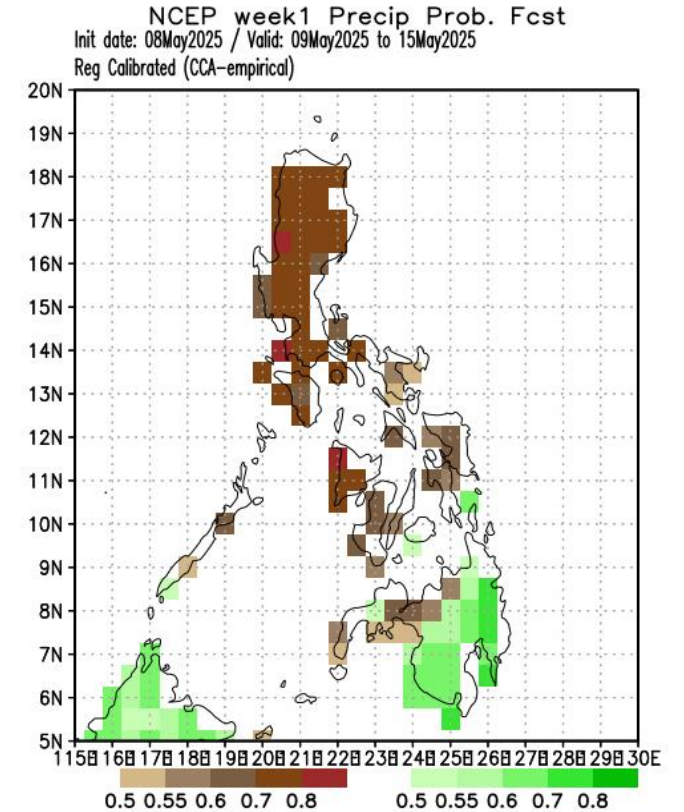 NCEP week1 Precip Prob. Fcst
Init date: 08May2025 / Valid: 09May2025 to 15May2025
Reg Calibrated (CCA-empirical)
20N
19N
18N
17N
16N
15N
14N
13N
12N
11N
10N
9N
8N
7N
6N
5N
115E 116E 117E 118E 119E 120E 121E 122E 123E 124E 125E 126E 127E 128E 129E 130E
0.5 0.55 0.6 0.7 0.8 0.5 0.55 0.6 0.7 0.8